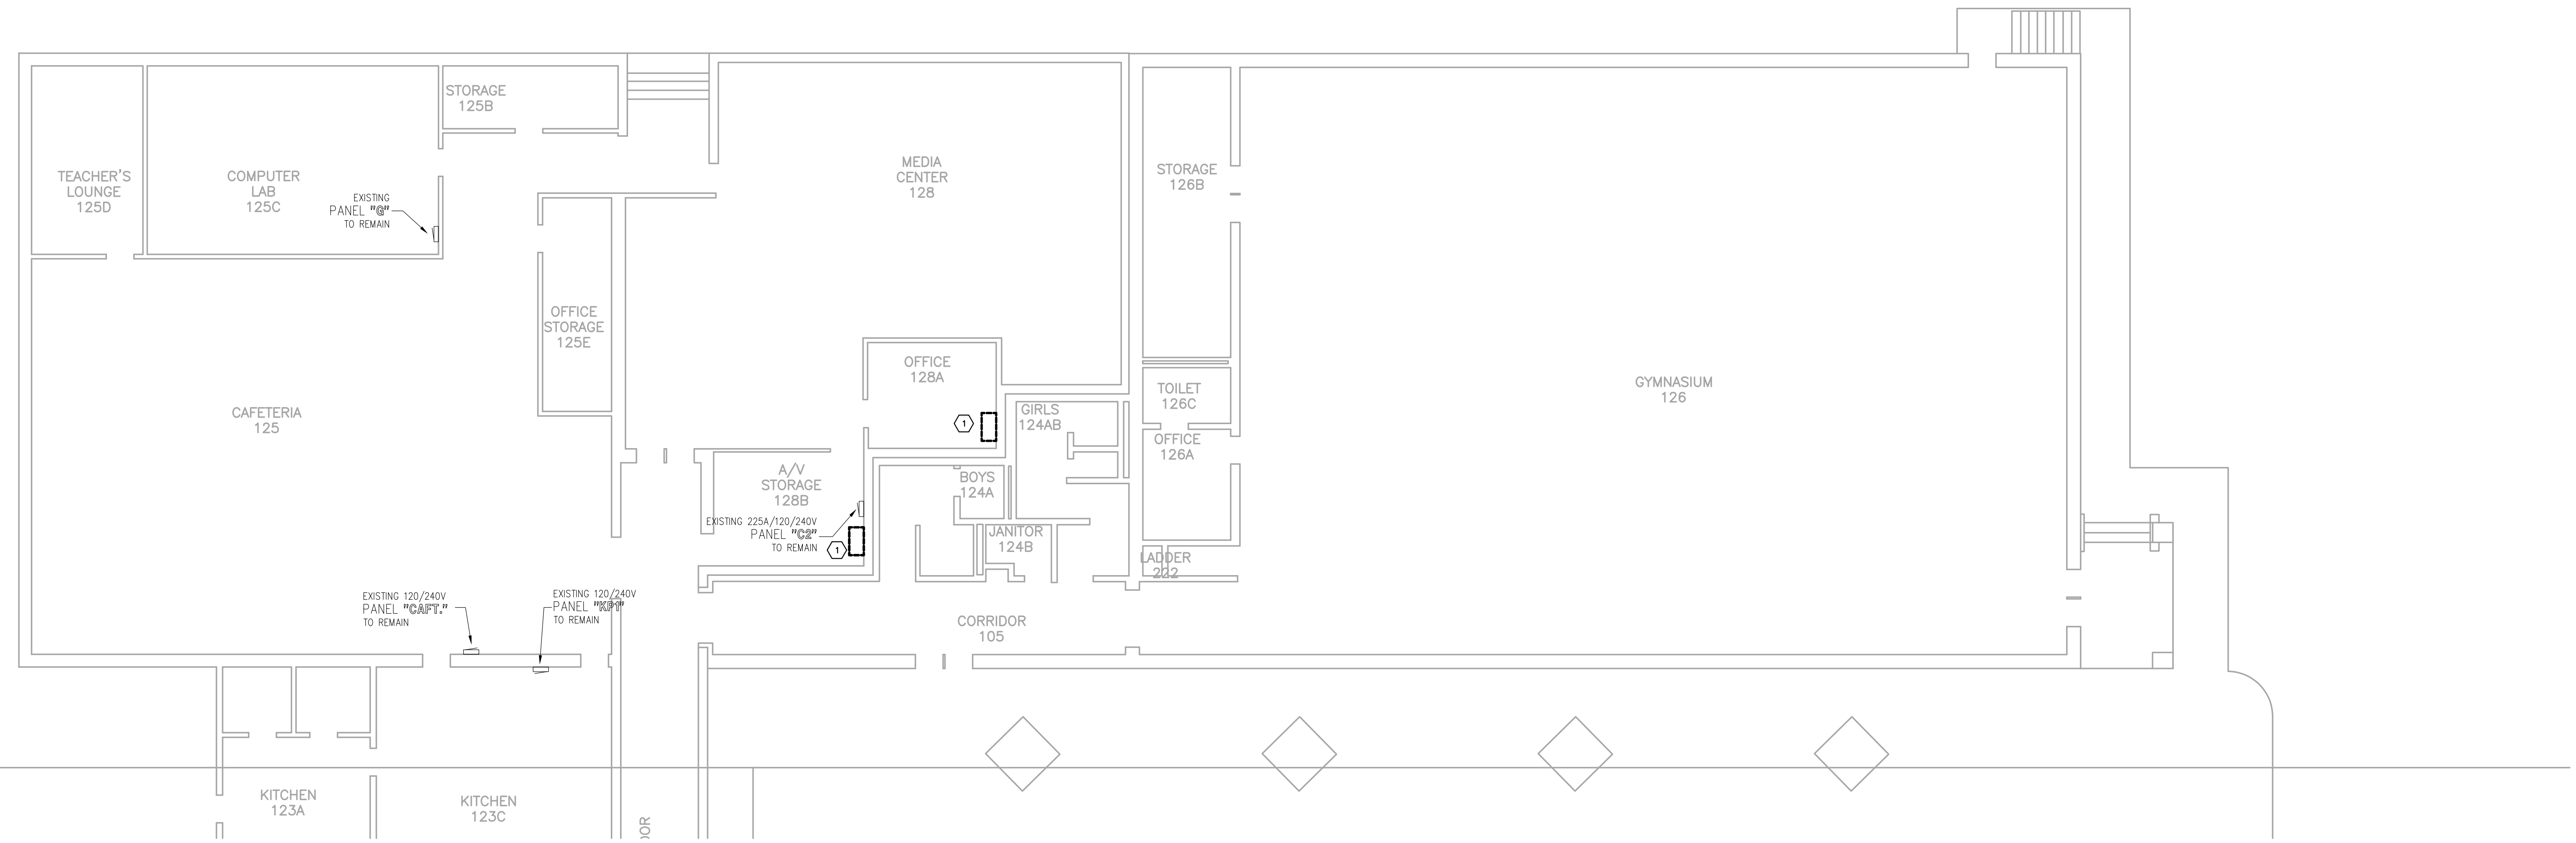 STORAGE
125B
TEACHER'S
LOUNGE
125D
COMPUTER
LAB
125C
EXISTING
PANEL "G"
TO REMAIN
MEDIA
CENTER
128
STORAGE
126B
OFFICE
STORAGE
125E
OFFICE
128A
1
GIRLS
124AB
TOILET
126C
OFFICE
126A
GYMNASIUM
126
CAFETERIA
125
A/V
STORAGE
128B
BOYS
124A
EXISTING 225A/120/240V
PANEL "C2"
TO REMAIN
1
JANITOR
124B
LADDER
222
EXISTING 120/240V
PANEL "CAFT."
TO REMAIN
EXISTING 120/240V
PANEL "KP1"
TO REMAIN
CORRIDOR
105
KITCHEN
123A
KITCHEN
123C
DOR